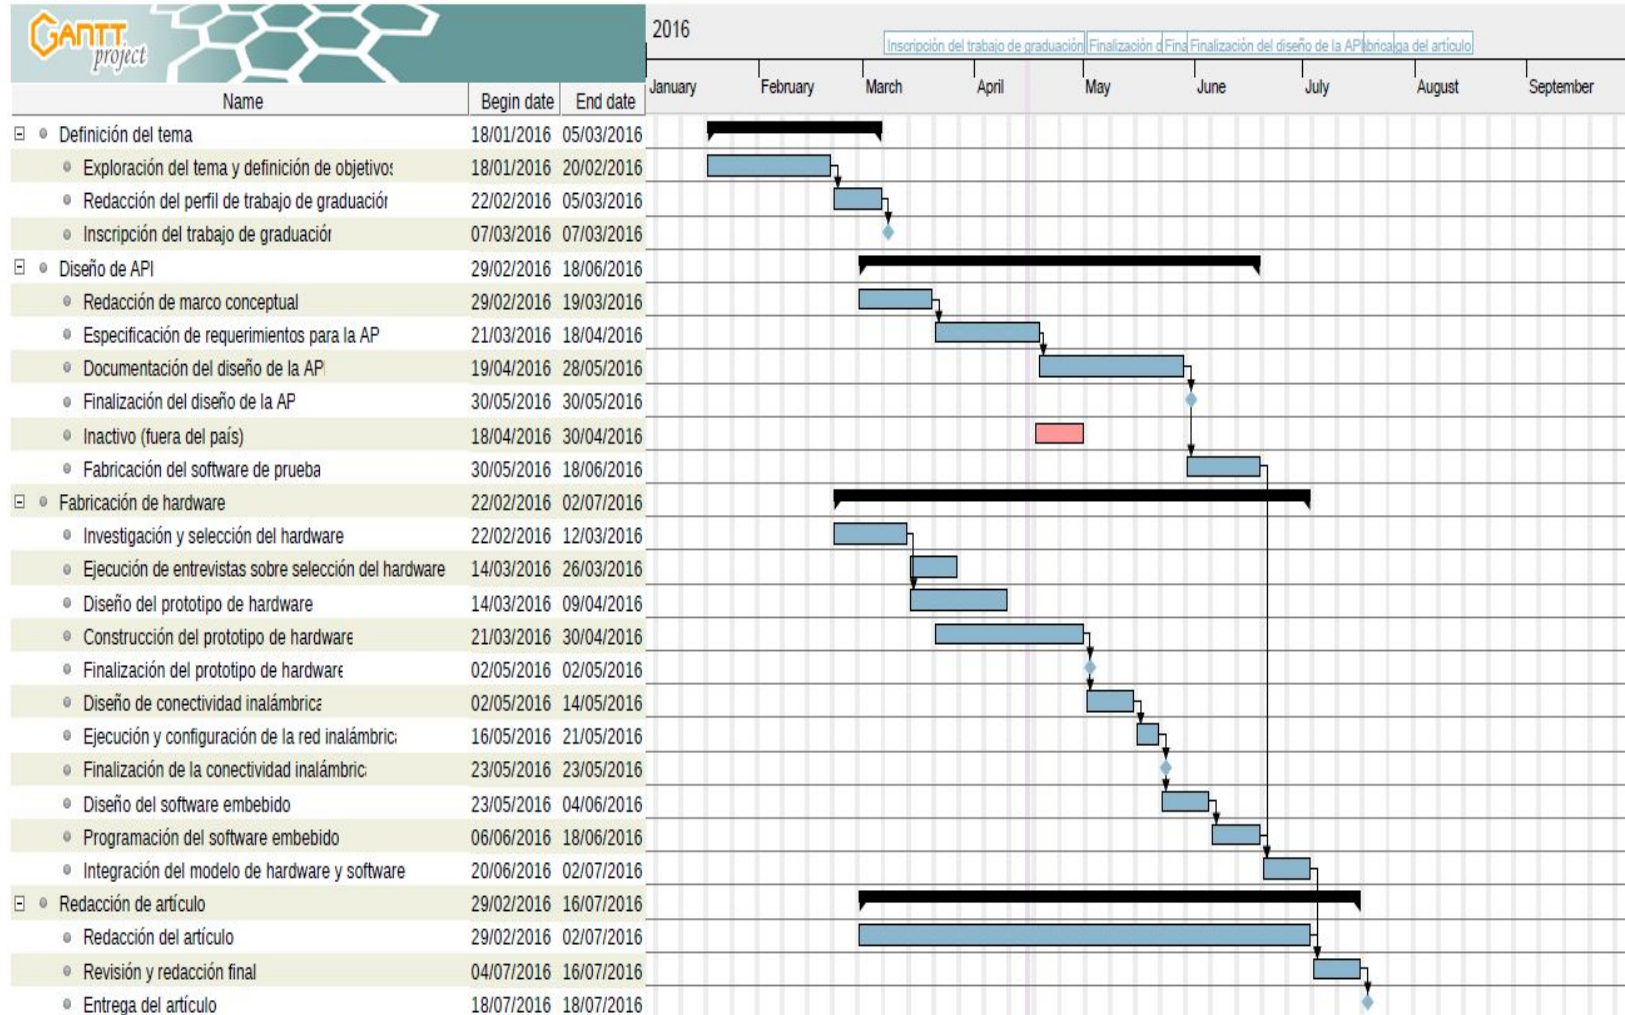 GANTT
project
2016
Inscripción del trabajo de graduación Finalización d Fina Finalización del diseño de la API brica ga del artículo
January February March April May June July August September
Name Begin date End date
Definición del tema 18/01/2016 05/03/2016
Exploración del tema y definición de objetivos 18/01/2016 20/02/2016
Redacción del perfil de trabajo de graduación 22/02/2016 05/03/2016
Inscripción del trabajo de graduación 07/03/2016 07/03/2016
Diseño de API 29/02/2016 18/06/2016
Redacción de marco conceptual 29/02/2016 19/03/2016
Especificación de requerimientos para la AP 21/03/2016 18/04/2016
Documentación del diseño de la API 19/04/2016 28/05/2016
Finalización del diseño de la AP 30/05/2016 30/05/2016
Inactivo (fuera del país) 18/04/2016 30/04/2016
Fabricación del software de prueba 30/05/2016 18/06/2016
Fabricación de hardware 22/02/2016 02/07/2016
Investigación y selección del hardware 22/02/2016 12/03/2016
Ejecución de entrevistas sobre selección del hardware 14/03/2016 26/03/2016
Diseño del prototipo de hardware 14/03/2016 09/04/2016
Construcción del prototipo de hardware 21/03/2016 30/04/2016
Finalización del prototipo de hardware 02/05/2016 02/05/2016
Diseño de conectividad inalámbrica 02/05/2016 14/05/2016
Ejecución y configuración de la red inalámbrica 16/05/2016 21/05/2016
Finalización de la conectividad inalámbrica 23/05/2016 23/05/2016
Diseño del software embebido 23/05/2016 04/06/2016
Programación del software embebido 06/06/2016 18/06/2016
Integración del modelo de hardware y software 20/06/2016 02/07/2016
Redacción de artículo 29/02/2016 16/07/2016
Redacción del artículo 29/02/2016 02/07/2016
Revisión y redacción final 04/07/2016 16/07/2016
Entrega del artículo 18/07/2016 18/07/2016